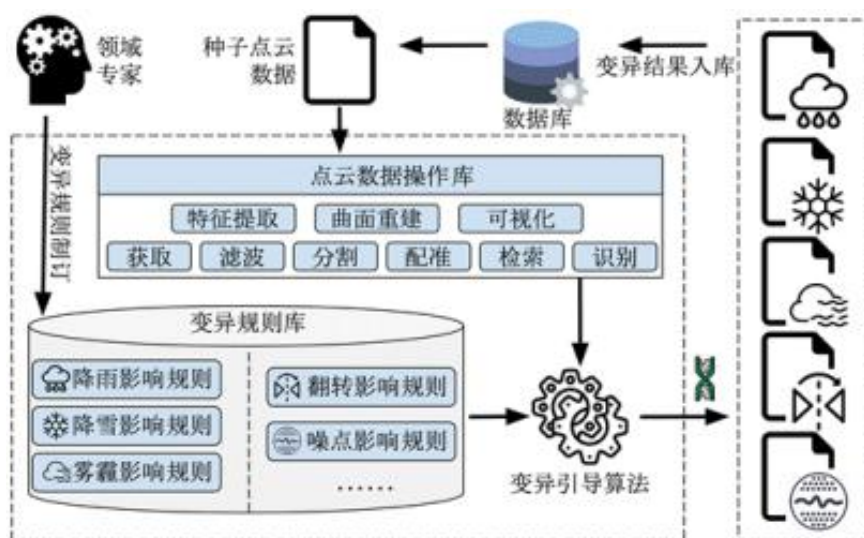 领域
专家
种子点云
数据
数据库
变异结果入库
变异规则制订
点云数据操作库
特征提取
曲面重建
可视化
获取
滤波
分割
配准
检索
识别
变异规则库
降雨影响规则
降雪影响规则
雾霾影响规则
翻转影响规则
噪点影响规则
……
变异引导算法